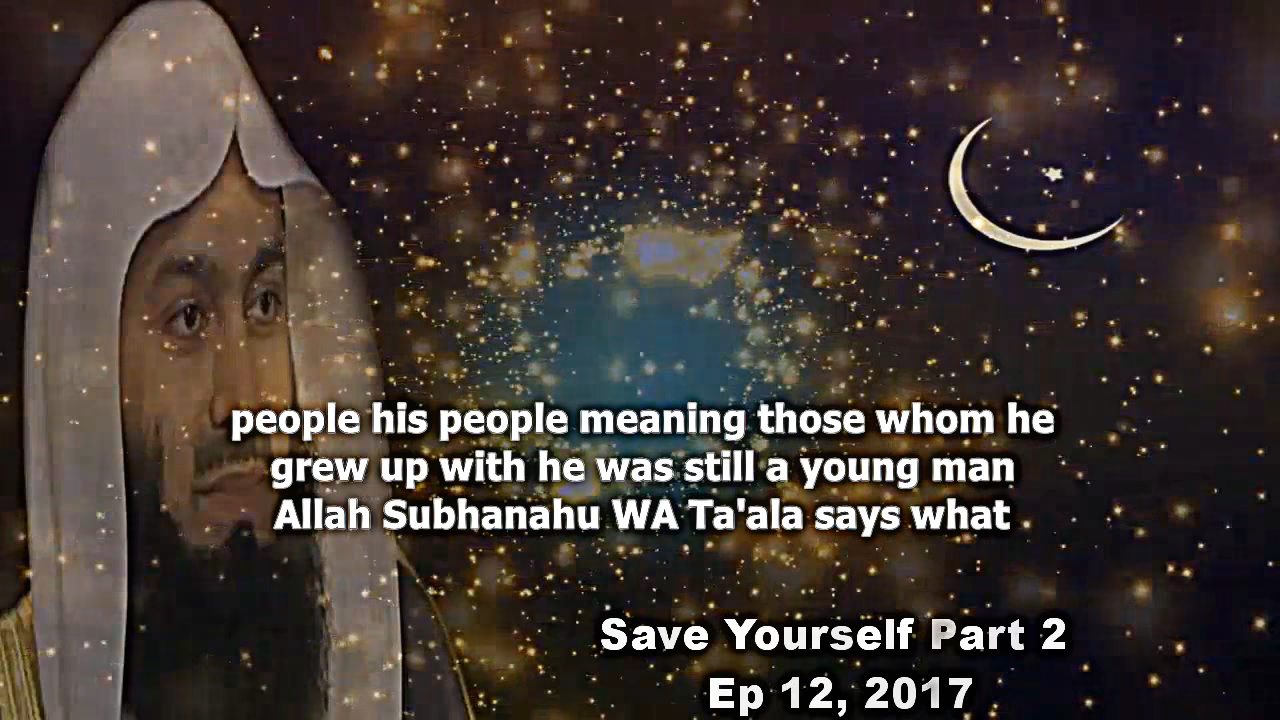 people his people meaning those whom he
grew up with he was still a young man
Allah Subhanahu WA Ta'ala says what
Save Yourself Part 2
Ep 12, 2017